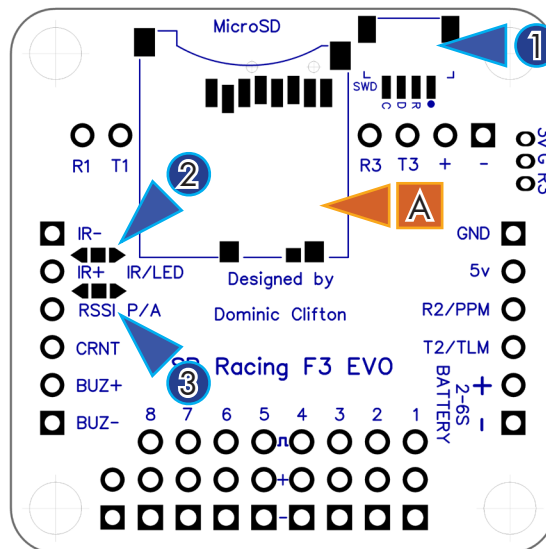 MicroSD
1
SWD
C D R
R1 T1
R3 T3 + -
5V G R3
2
A
IR-
GND
IR+ IR/LED
5v
Designed by
RSSI P/A
Dominic Clifton
R2/PPM
CRNT
T2/TLM
3
Racing F3 EVO
BUZ+
+
-
2-6S
BATTERY
BUZ-
8 7 6 5 4 3 2 1
+
-